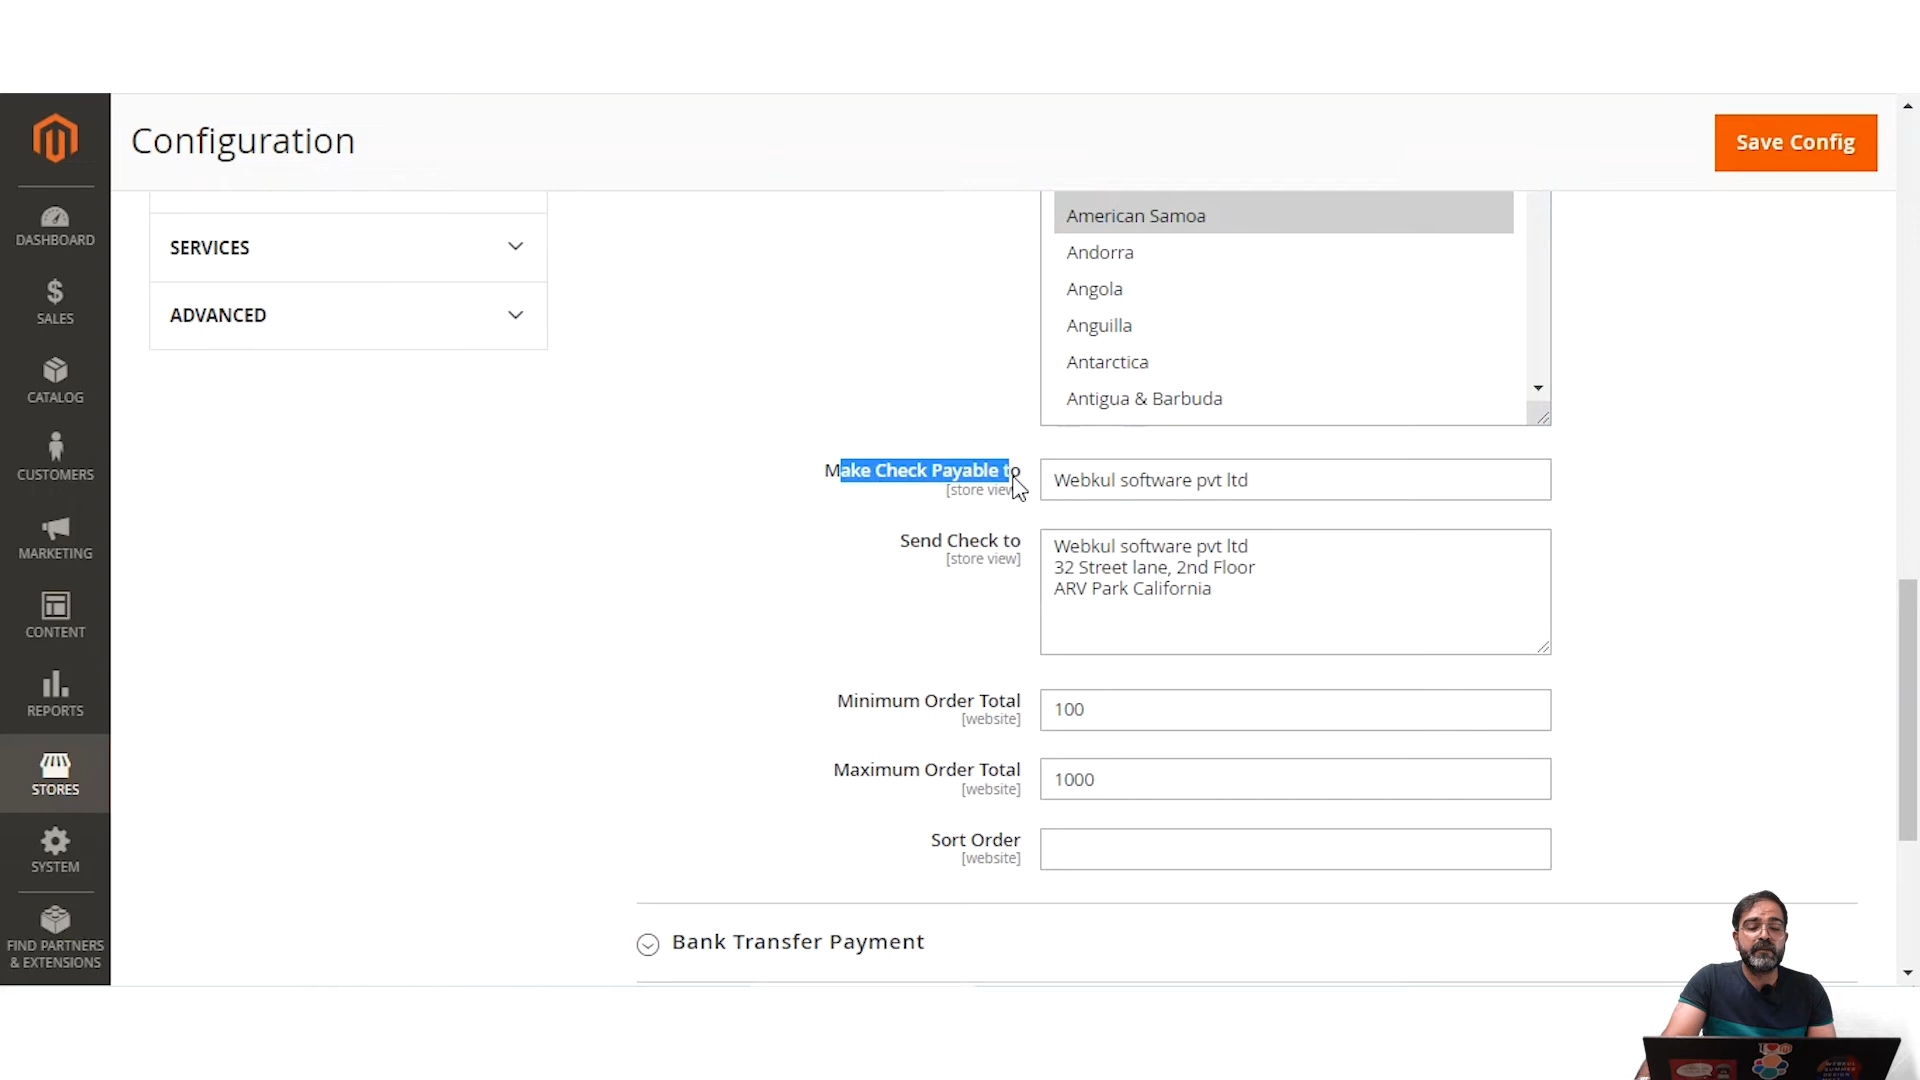 Configuration
Save Config
DASHBOARD
SALES
CATALOG
CUSTOMERS
MARKETING
CONTENT
REPORTS
STORES
SYSTEM
FIND PARTNERS
& EXTENSIONS
SERVICES
ADVANCED
American Samoa
Andorra
Angola
Anguilla
Antarctica
Antigua & Barbuda
Make Check Payable to
[store view]
Webkul software pvt ltd
Send Check to
[store view]
Webkul software pvt ltd
32 Street lane, 2nd Floor
ARV Park California
Minimum Order Total
[website]
100
Maximum Order Total
[website]
1000
Sort Order
[website]
Bank Transfer Payment